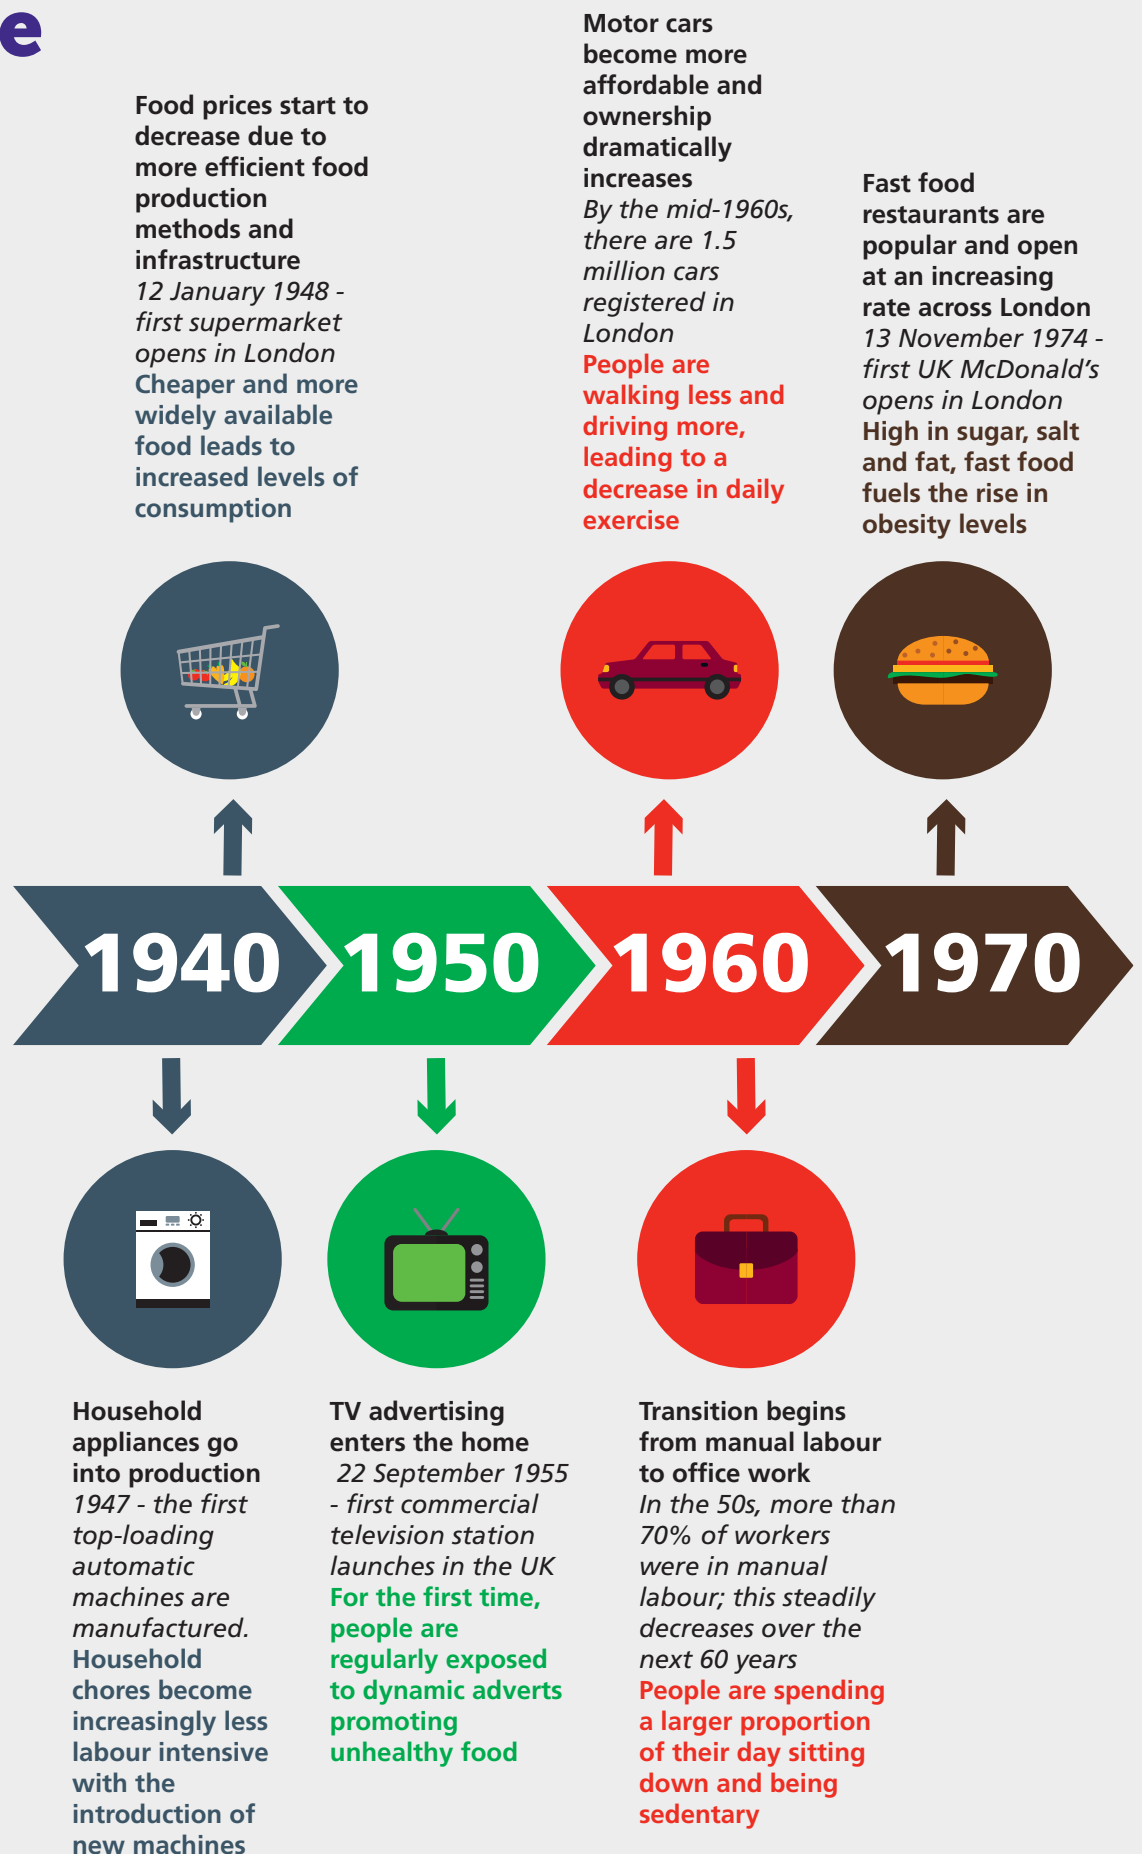 e
Food prices start to
decrease due to
more efficient food
production
methods and
infrastructure
12 January 1948 -
first supermarket
opens in London
Cheaper and more
widely available
food leads to
increased levels of
consumption
Motor cars
become more
affordable and
ownership
dramatically
increases
By the mid-1960s,
there are 1.5
million cars
registered in
London
People are
walking less and
driving more,
leading to a
decrease in daily
exercise
Fast food
restaurants are
popular and open
at an increasing
rate across London
13 November 1974 -
first UK McDonald’s
opens in London
High in sugar, salt
and fat, fast food
fuels the rise in
obesity levels
1940
1950
1960
1970
Household
appliances go
into production
1947 - the first
top-loading
automatic
machines are
manufactured.
Household
chores become
increasingly less
labour intensive
with the
introduction of
new machines
TV advertising
enters the home
22 September 1955
- first commercial
television station
launches in the UK
For the first time,
people are
regularly exposed
to dynamic adverts
promoting
unhealthy food
Transition begins
from manual labour
to office work
In the 50s, more than
70% of workers
were in manual
labour; this steadily
decreases over the
next 60 years
People are spending
a larger proportion
of their day sitting
down and being
sedentary